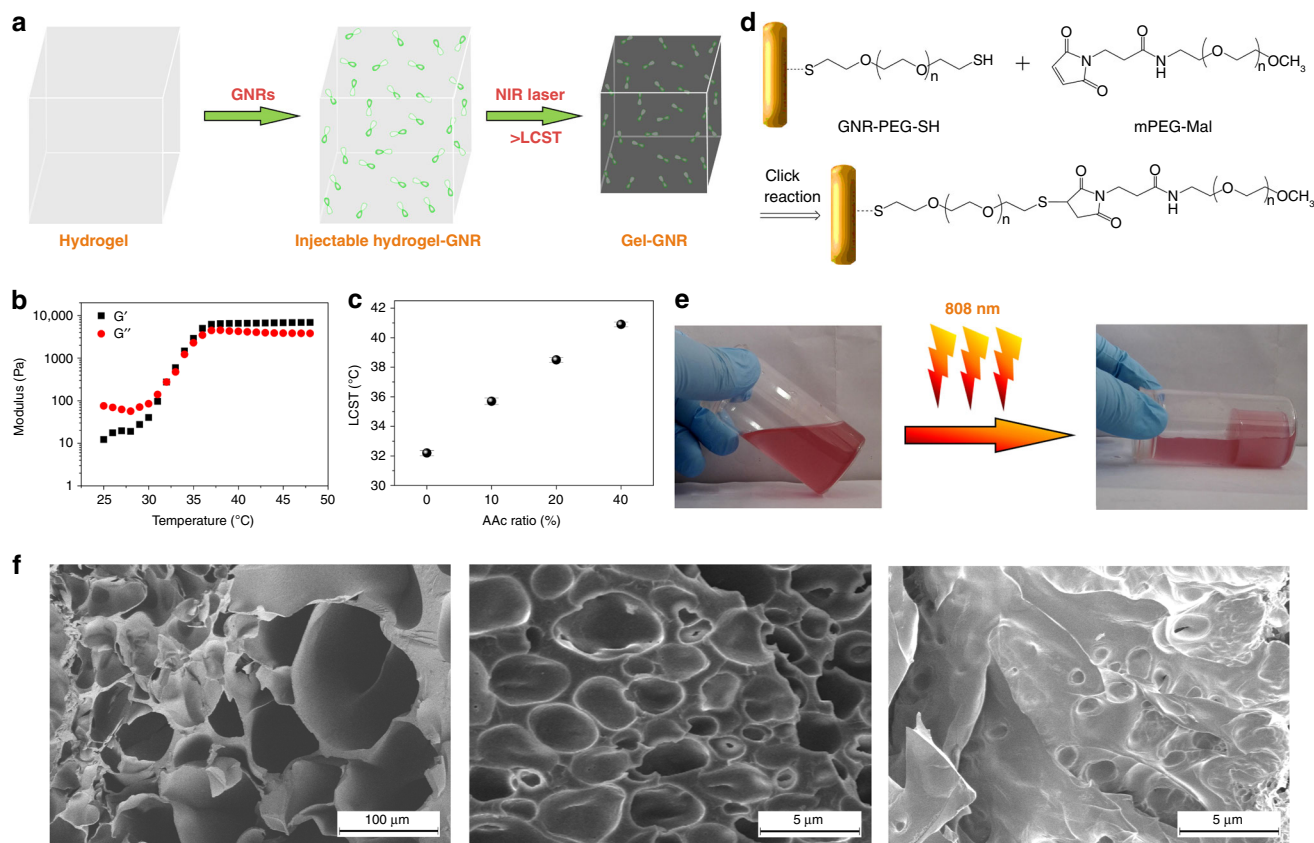 a
GNRs
NIR laser
>LCST
Hydrogel
Injectable hydrogel-GNR
Gel-GNR
d
S
O
O
n
SH
+
O
N
O
O
N
H
O
O
n
OCH3
GNR-PEG-SH
mPEG-Mal
Click
reaction
S
O
O
n
S
O
N
O
O
N
H
O
O
n
OCH3
b
G′
G′′
10,000
1000
100
10
1
Modulus (Pa)
25 30 35 40 45 50
Temperature (°C)
c
42
40
38
36
34
32
30
LCST (°C)
0 10 20 40
AAc ratio (%)
e
808 nm
f
100 μm
5 μm
5 μm